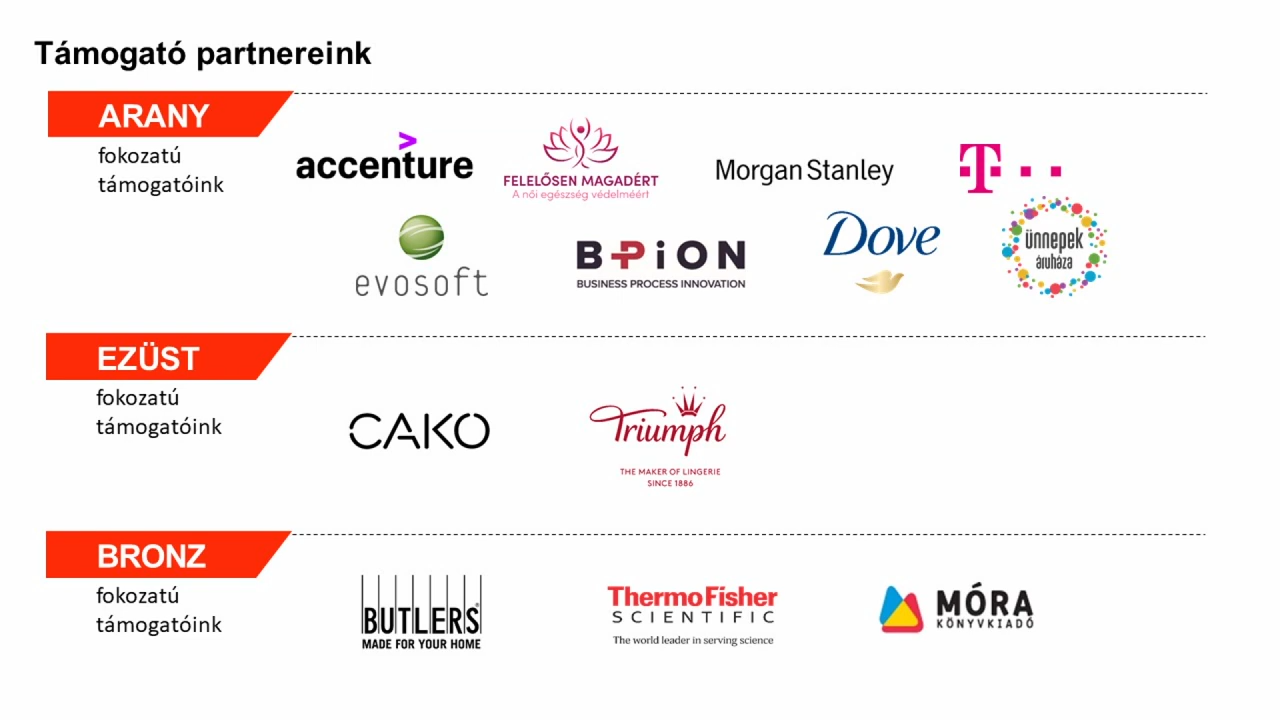 Támogató partnereink
ARANY
fokozatú
támogatóink
accenture
FELELŐSEN MAGADÉRT
A női egészség védelméért
Morgan Stanley
T
evosoft
BPiON
BUSINESS PROCESS INNOVATION
Dove
ünnepek
áruháza
EZÜST
fokozatú
támogatóink
CAKO
Triumph
THE MAKER OF LINGERIE
SINCE 1886
BRONZ
fokozatú
támogatóink
BUTLERS
MADE FOR YOUR HOME
ThermoFisher
SCIENTIFIC
The world leader in serving science
MÓRA
KÖNYVKIADÓ